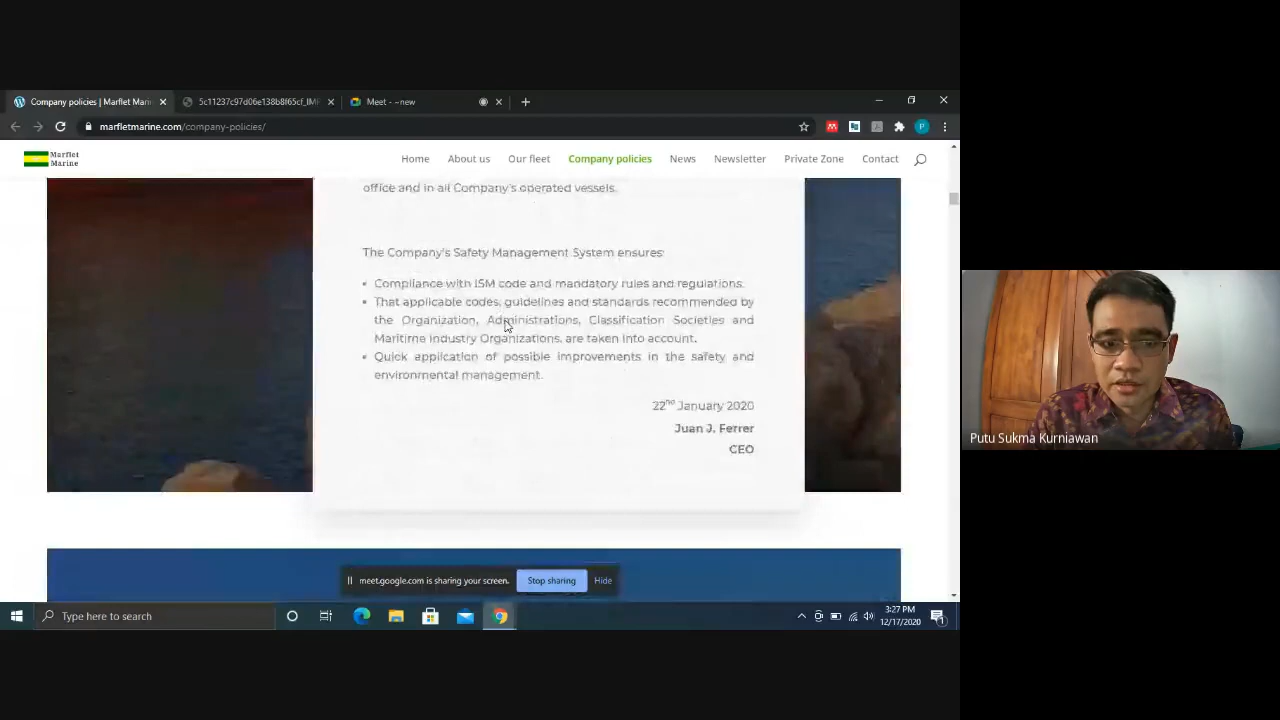 Company policies | Marflet Mari
5c11237c97d06e138b8f65cf_IMF
Meet - ~new
marfletmarine.com/company-policies/
P
Marflet
Marine
Home About us Our fleet Company policies News Newsletter Private Zone Contact
office and in all Company's operated vessels.
The Company's Safety Management System ensures:
Compliance with ISM code and mandatory rules and regulations.
That applicable codes, guidelines and standards recommended by
the Organization, Administrations, Classification Societies and
Maritime Industry Organizations, are taken into account.
Quick application of possible improvements in the safety and
environmental management.
22nd January 2020
Juan J. Ferrer
CEO
Putu Sukma Kurniawan
meet.google.com is sharing your screen. Stop sharing Hide
Type here to search
3:27 PM
12/17/2020
1